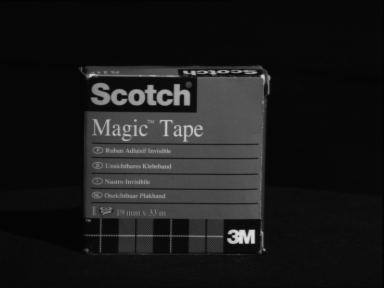 Scotch
Scotch®
Magic™ Tape
Ruban Adhésif Invisible
Unsichtbares Klebeband
Nastro Invisibile
Onzichtbaar Plakband
19 mm x 33 m
3M